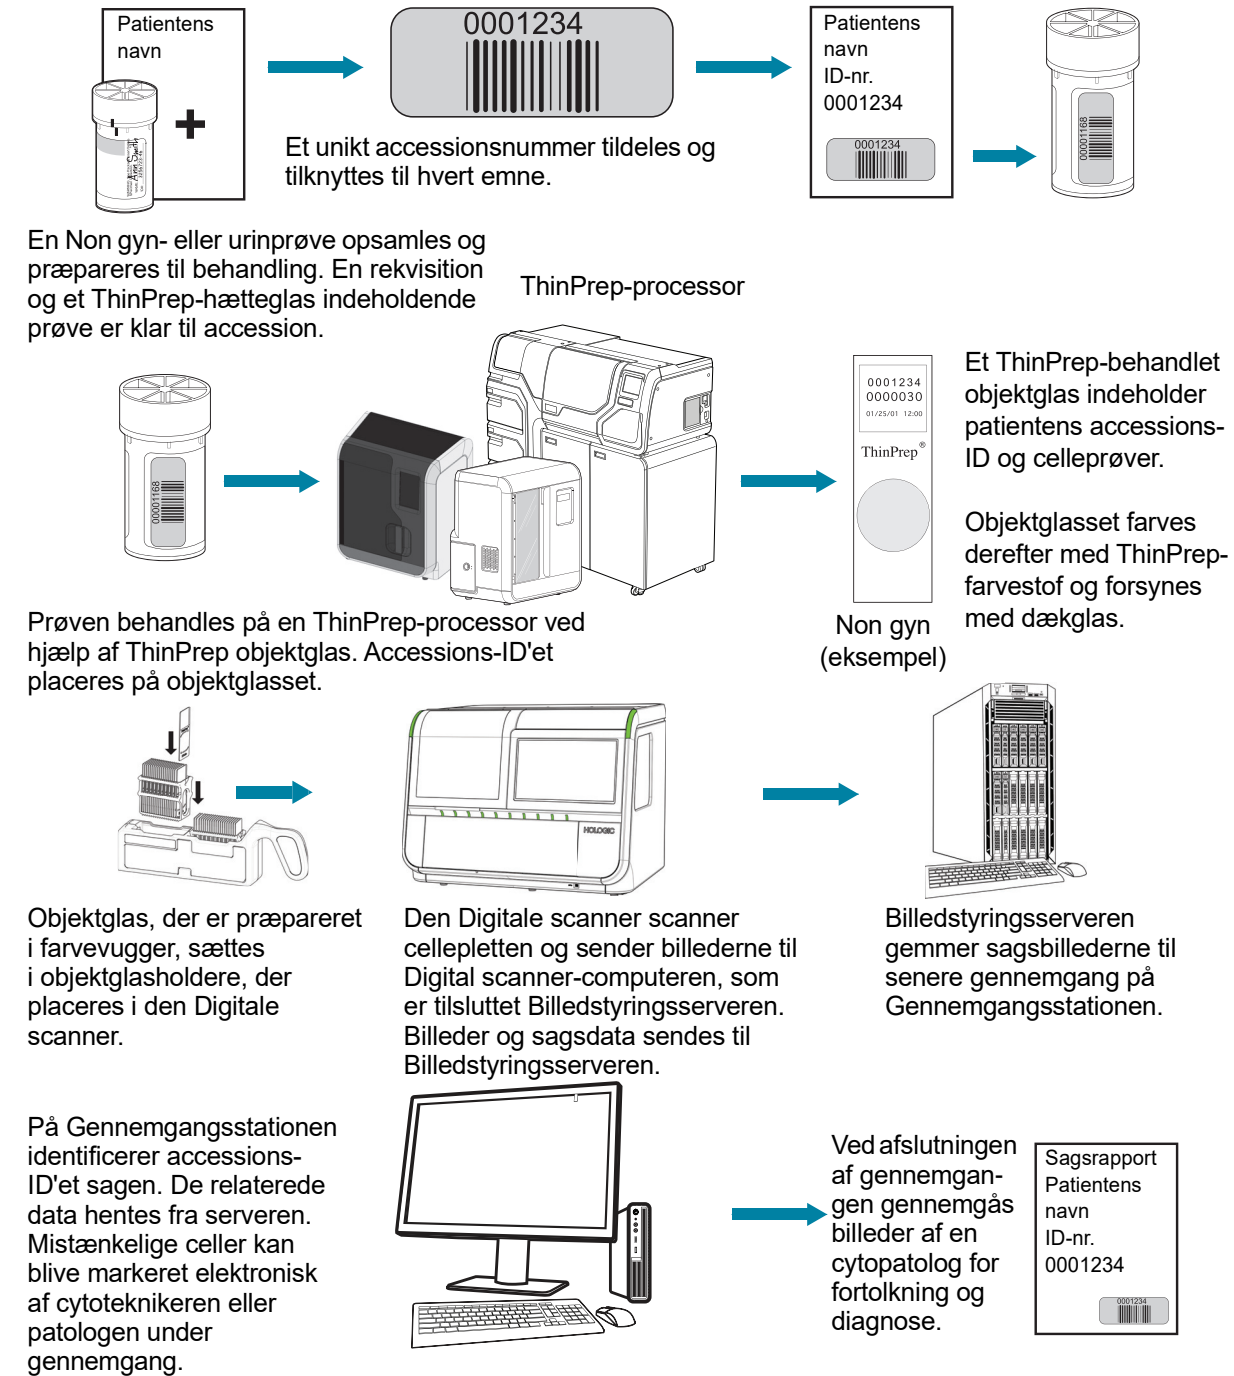 Patientens
navn
0001234
Patientens
navn
ID-nr.
0001234
0001234
00001168
Et unikt accessionsnummer tildeles og
tilknyttes til hvert emne.
En Non gyn- eller urinprøve opsamles og
præpareres til behandling. En rekvisition
og et ThinPrep-hætteglas indeholdende
prøve er klar til accession.
ThinPrep-processor
00001168
0001234
0000030
01/25/01 12:00
ThinPrep®
Et ThinPrep-behandlet
objektglas indeholder
patientens accessions-
ID og celleprøver.
Objektglasset farves
derefter med ThinPrep-
farvestof og forsynes
med dækglas.
Non gyn
(eksempel)
Prøven behandles på en ThinPrep-processor ved
hjælp af ThinPrep objektglas. Accessions-ID'et
placeres på objektglasset.
HOLOGIC
Objektglas, der er præpareret
i farvevugger, sættes
i objektglasholdere, der
placeres i den Digitale
scanner.
Den Digitale scanner scanner
cellepletten og sender billederne til
Digital scanner-computeren, som
er tilsluttet Billedstyringsserveren.
Billeder og sagsdata sendes til
Billedstyringsserveren.
Billedstyringsserveren
gemmer sagsbillederne til
senere gennemgang på
Gennemgangsstationen.
På Gennemgangsstationen
identificerer accessions-
ID'et sagen. De relaterede
data hentes fra serveren.
Mistænkelige celler kan
blive markeret elektronisk
af cytoteknikeren eller
patologen under
gennemgang.
Ved afslutningen
af gennemgan-
gen gennemgås
billeder af en
cytopatolog for
fortolkning og
diagnose.
Sagsrapport
Patientens
navn
ID-nr.
0001234
0001234